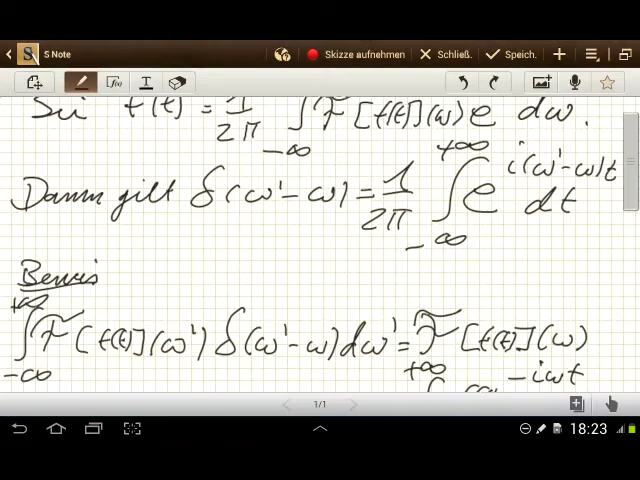 S Note
Skizze aufnehmen
Schließ.
Speich.
Sei f(t) = 1/2π ∫ -∞ F[f(t)](ω) e dω.
Dann gilt δ(ω'-ω) = 1/2π ∫ -∞ +∞ e i(ω'-ω)t dt
Beweis
∫ -∞ +∞ F[f(t)](ω') δ(ω'-ω) dω' = F[f(t)](ω)
+∞ -iωt
1/1
18:23